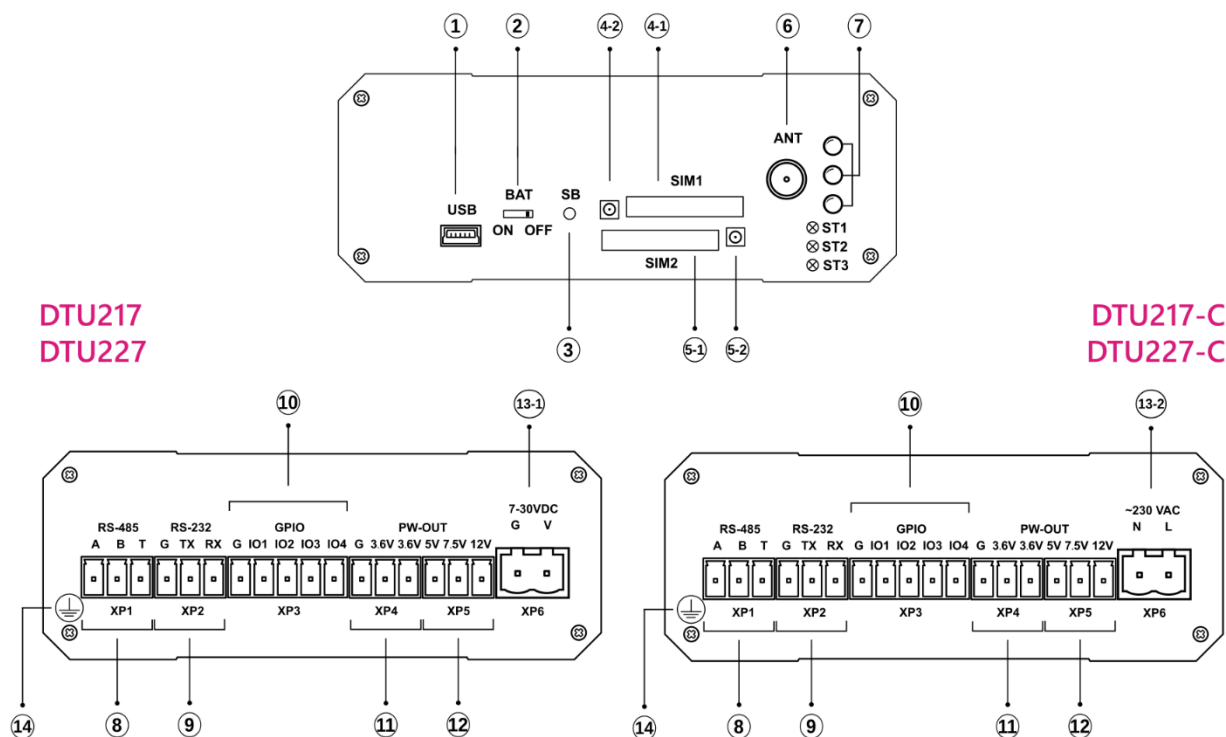 1 2 4-2 4-1 6 7
ANT
SIM1
BAT SB
USB
ON OFF
ST1
ST2
SIM2
ST3
3 5-1 5-2
DTU217
DTU227
DTU217-C
DTU227-C
10 13-1
7-30VDC
RS-485 RS-232 GPIO PW-OUT G V
A B T G TX RX G IO1 IO2 IO3 IO4 G 3.6V 3.6V 5V 7.5V 12V
XP1 XP2 XP3 XP4 XP5 XP6
14 8 9 11 12
10 13-2
~230 VAC
RS-485 RS-232 GPIO PW-OUT N L
A B T G TX RX G IO1 IO2 IO3 IO4 G 3.6V 3.6V 5V 7.5V 12V
XP1 XP2 XP3 XP4 XP5 XP6
14 8 9 11 12